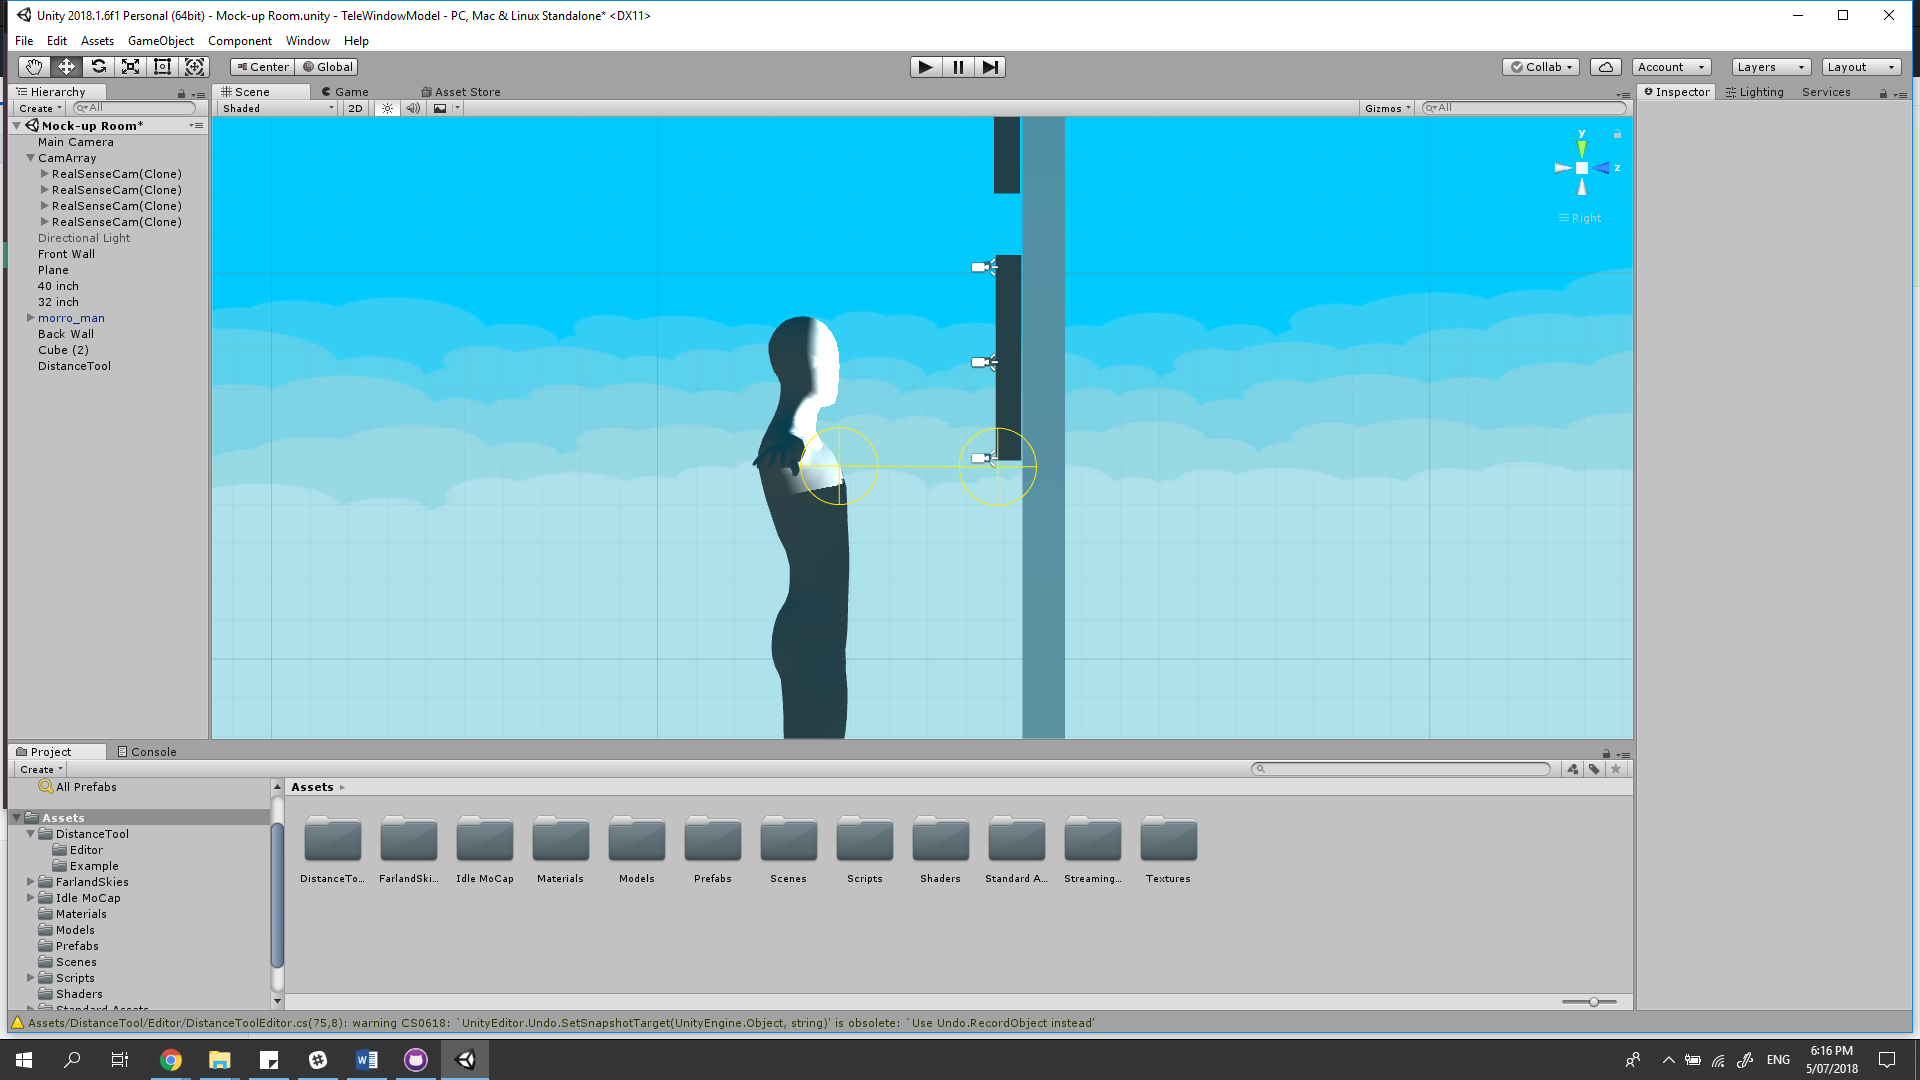 Unity 2018.1.6f1 Personal (64bit) - Mock-up Room.unity - TeleWindowModel - PC, Mac & Linux Standalone* <DX11>
File Edit Assets GameObject Component Window Help
Center Global Collab Account Layers Layout
Hierarchy Scene Game Asset Store Inspector Lighting Services
Create All Shaded 2D Gizmos All
Mock-up Room*
Main Camera
CamArray
RealSenseCam(Clone)
RealSenseCam(Clone)
RealSenseCam(Clone)
RealSenseCam(Clone)
Directional Light
Front Wall
Plane
40 inch
32 inch
morro_man
Back Wall
Cube (2)
DistanceTool
y
z
Right
Project Console
Create
All Prefabs
Assets
DistanceTool
Editor
Example
FarlandSkies
Idle MoCap
Materials
Models
Prefabs
Scenes
Scripts
Shaders
Standard Assets
Assets
DistanceTo... FarlandSki... Idle MoCap Materials Models Prefabs Scenes Scripts Shaders Standard A... Streaming... Textures
Assets/DistanceTool/Editor/DistanceToolEditor.cs(75,8): warning CS0618: `UnityEditor.Undo.SetSnapshotTarget(UnityEngine.Object, string)' is obsolete: `Use Undo.RecordObject instead'
ENG
6:16 PM
5/07/2018